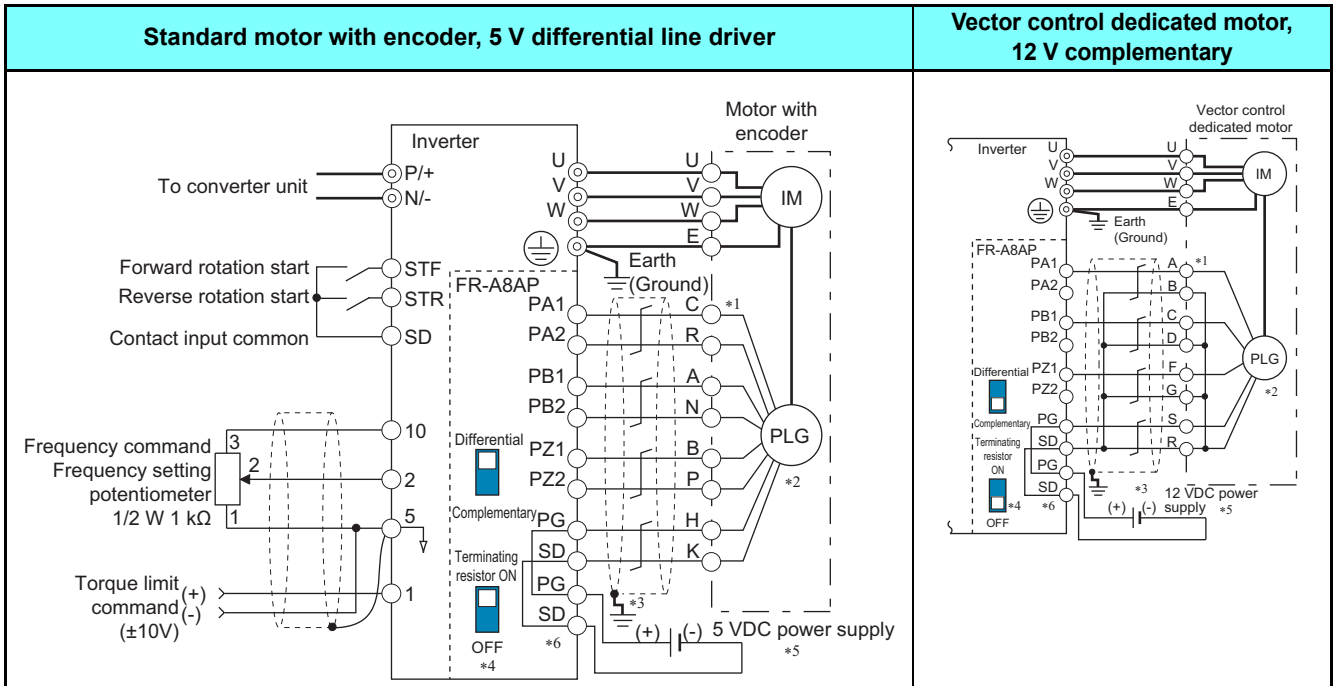 Standard motor with encoder, 5 V differential line driver
Vector control dedicated motor,
12 V complementary
Motor with
encoder
Inverter
To converter unit
P/+
N/-
U
V
W
U
V
W
E
IM
Earth
(Ground)
Forward rotation start
Reverse rotation start
Contact input common
STF
STR
SD
FR-A8AP
PA1
PA2
PB1
PB2
PZ1
PZ2
PG
SD
PG
SD
C
R
A
N
B
P
H
K
*1
PLG
*2
Differential
Complementary
Terminating
resistor ON
OFF
*4
*6
*3
(+)
(-)
5 VDC power supply
*5
Frequency command
Frequency setting
potentiometer
1/2 W 1 kΩ
3
2
1
10
2
5
1
Torque limit
command
(±10V)
(+)
(-)
Vector control
dedicated motor
Inverter
U
V
W
U
V
W
E
IM
Earth
(Ground)
FR-A8AP
PA1
PA2
PB1
PB2
PZ1
PZ2
PG
SD
PG
SD
A
B
C
D
F
G
S
R
*1
PLG
*2
Differential
Complementary
Terminating
resistor
ON
*4
OFF
*6
*3
(+)
(-)
12 VDC power
supply
*5